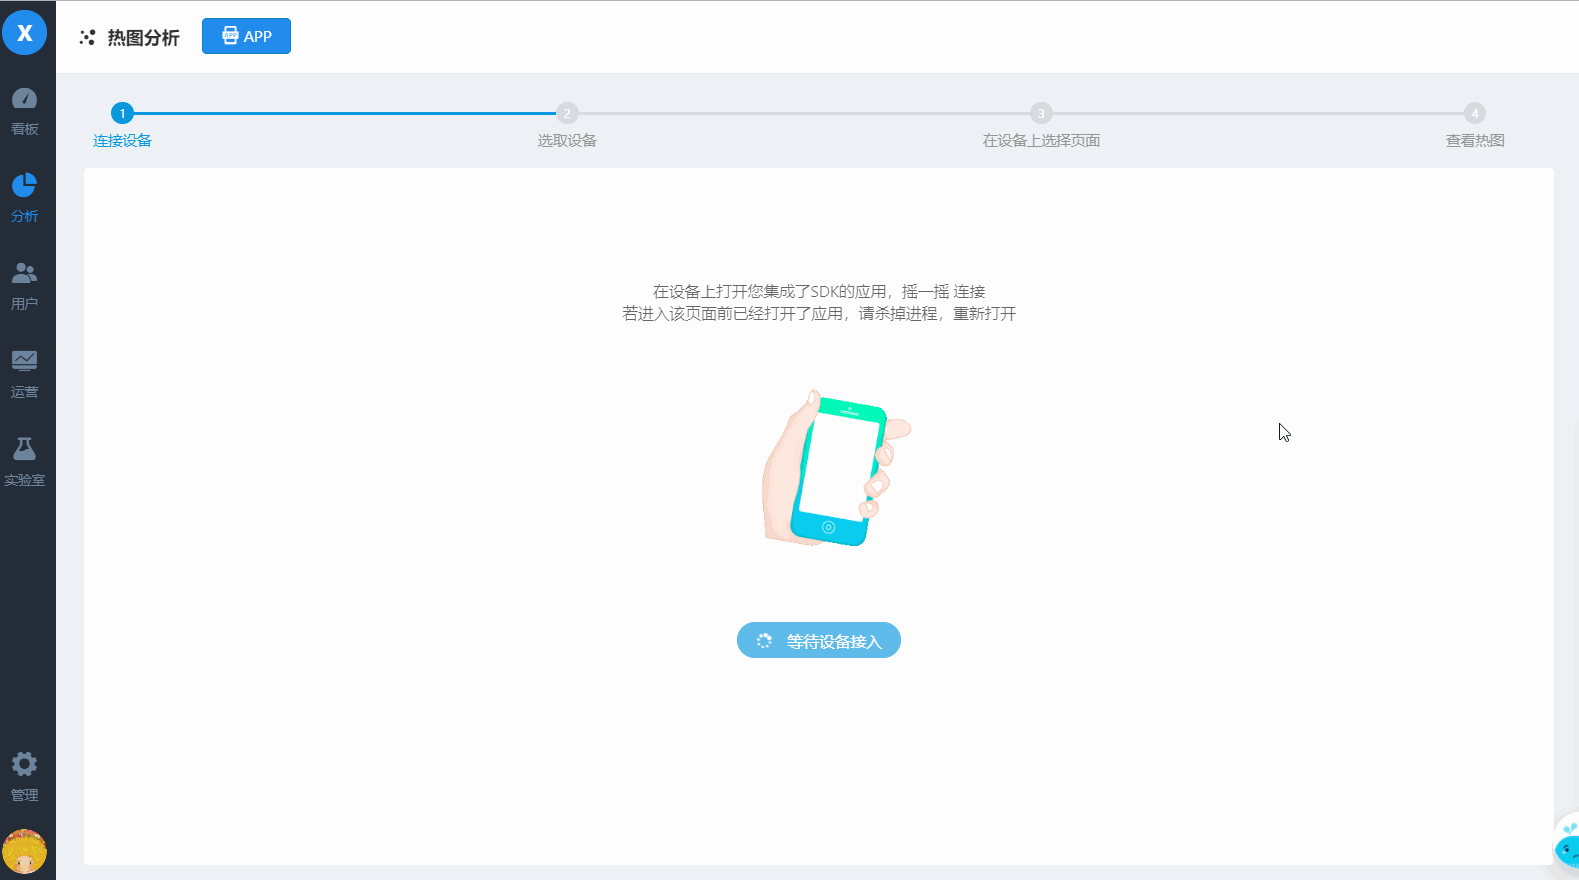 X
热图分析
APP
看板
分析
用户
运营
实验室
管理
1
2
3
4
连接设备
选取设备
在设备上选择页面
查看热图
在设备上打开您集成了SDK的应用，摇一摇 连接
若进入该页面前已经打开了应用，请杀掉进程，重新打开
等待设备接入